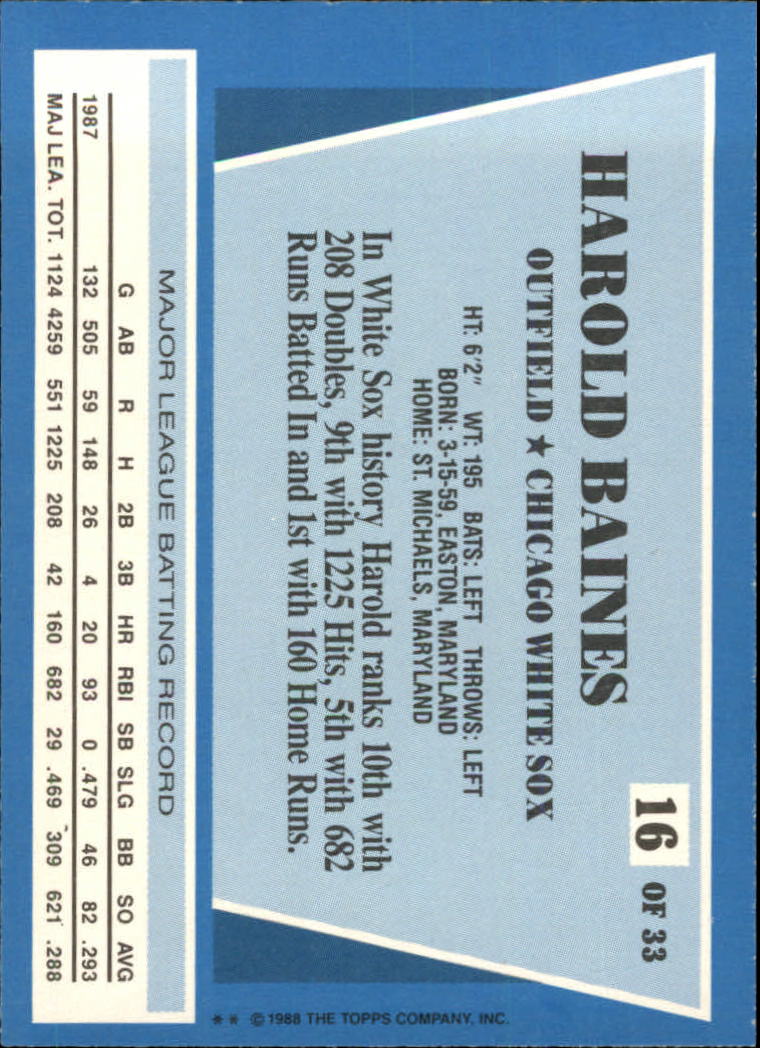 16 OF 33
HAROLD BAINES
OUTFIELD ★ CHICAGO WHITE SOX
HT: 6'2" WT: 195 BATS: LEFT THROWS: LEFT
BORN: 3-15-59, EASTON, MARYLAND
HOME: ST. MICHAELS, MARYLAND
In White Sox history Harold ranks 10th with
208 Doubles, 9th with 1225 Hits, 5th with 682
Runs Batted In and 1st with 160 Home Runs.
MAJOR LEAGUE BATTING RECORD
G AB R H 2B 3B HR RBI SB SLG BB SO AVG
1987 132 505 59 148 26 4 20 93 0 .479 46 82 .293
MAJ LEA. TOT. 1124 4259 551 1225 208 42 160 682 29 .469 309 621 .288
** © 1988 THE TOPPS COMPANY, INC.